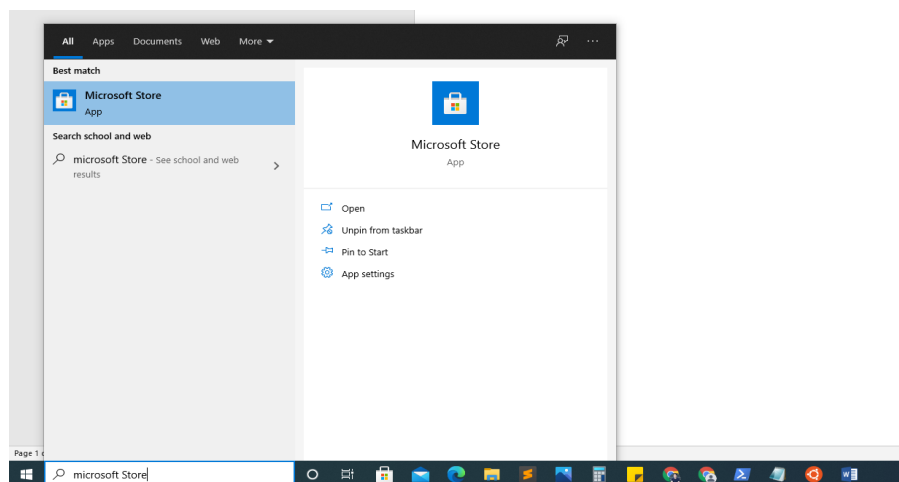 All Apps Documents Web More
Best match
Microsoft Store
App
Search school and web
microsoft Store - See school and web
results
Microsoft Store
App
Open
Unpin from taskbar
Pin to Start
App settings
Page 1
microsoft Store